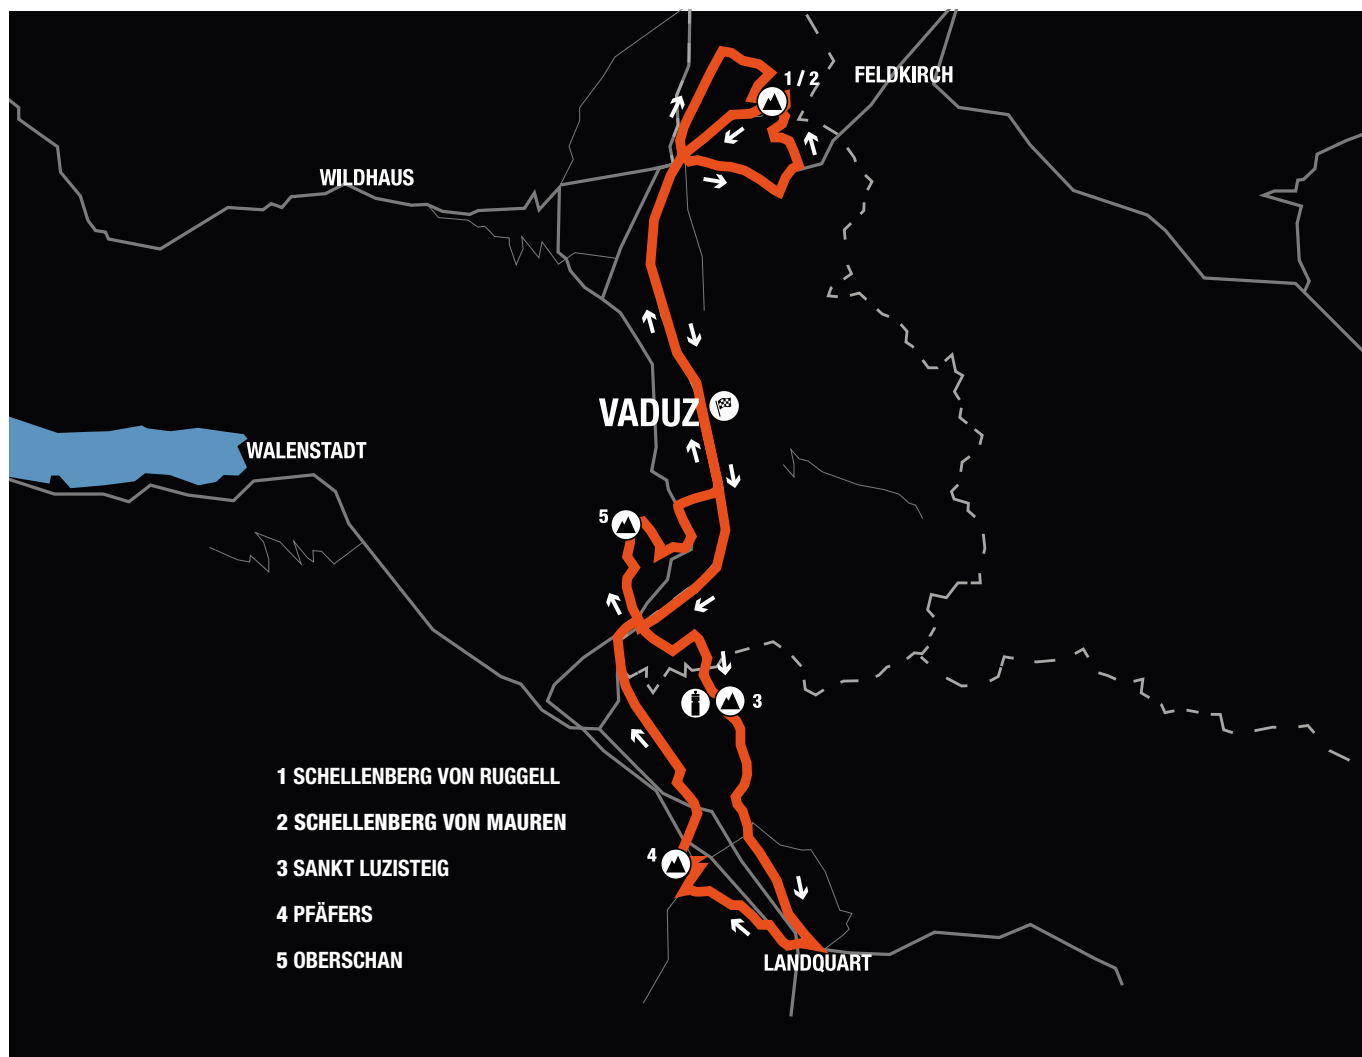 1 / 2
FELDKIRCH
WILDHAUS
VADUZ
WALENSTADT
5
3
1 SCHELLENBERG VON RUGGELL
2 SCHELLENBERG VON MAUREN
4
3 SANKT LUZISTEIG
4 PFÄFERS
5 OBERSCHAN
LANDQUART